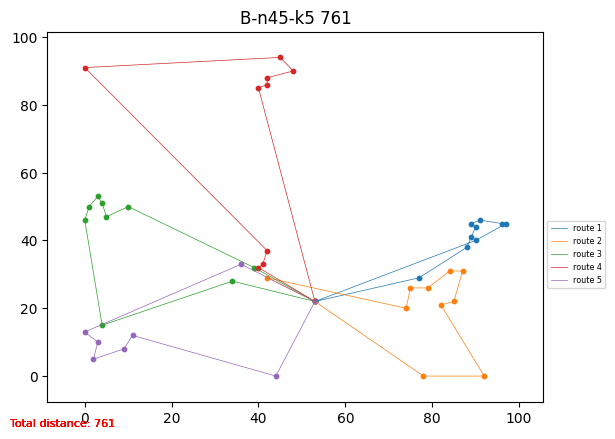 B-n45-k5 761
100
80
60
40
20
0
0 20 40 60 80 100
route 1
route 2
route 3
route 4
route 5
Total distance: 761